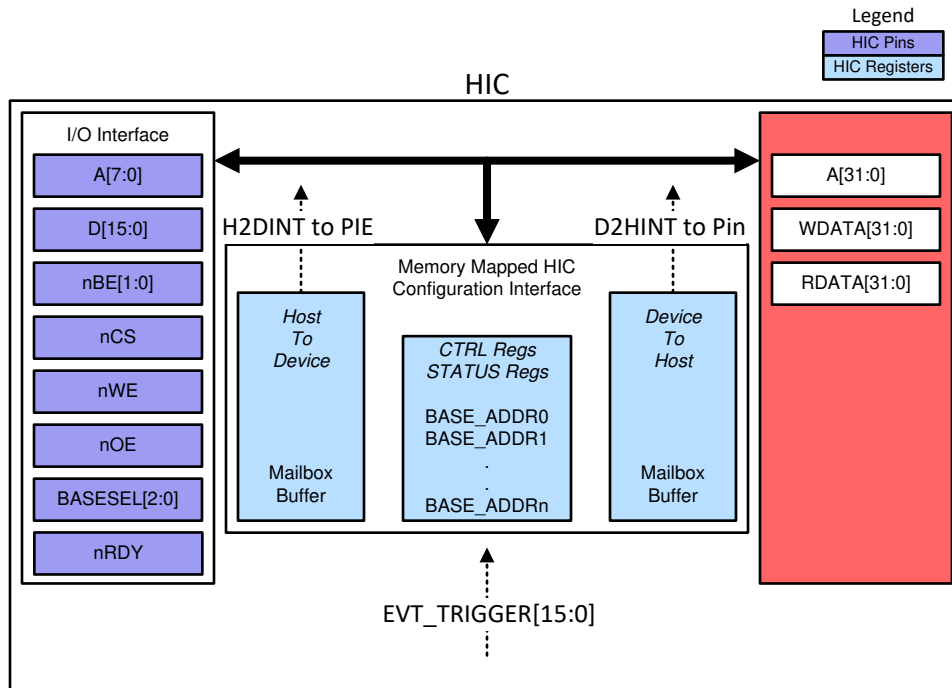 Legend
HIC Pins
HIC Registers
HIC
I/O Interface
A[7:0]
D[15:0]
nBE[1:0]
nCS
nWE
nOE
BASESEL[2:0]
nRDY
H2DINT to PIE
D2HINT to Pin
Memory Mapped HIC
Configuration Interface
Host
To
Device
Mailbox
Buffer
CTRL Regs
STATUS Regs
BASE_ADDR0
BASE_ADDR1
.
.
BASE_ADDRn
Device
To
Host
Mailbox
Buffer
A[31:0]
WDATA[31:0]
RDATA[31:0]
EVT_TRIGGER[15:0]